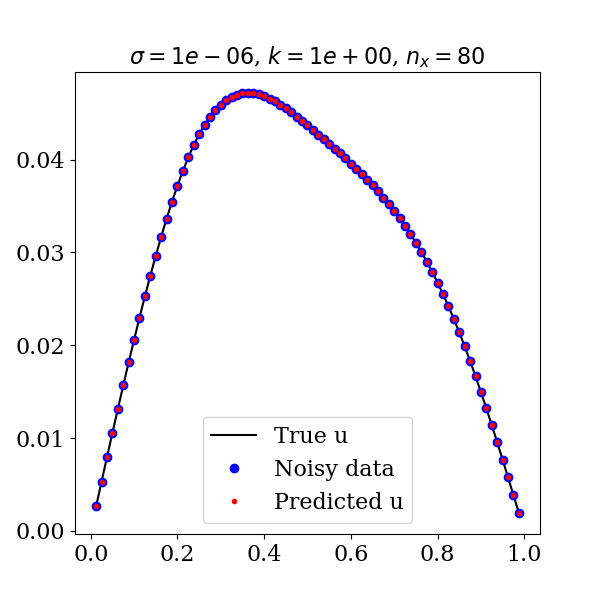 σ = 1e − 06, k = 1e + 00, nₓ = 80
0.04
0.03
0.02
0.01
0.00
True u
Noisy data
Predicted u
0.0 0.2 0.4 0.6 0.8 1.0